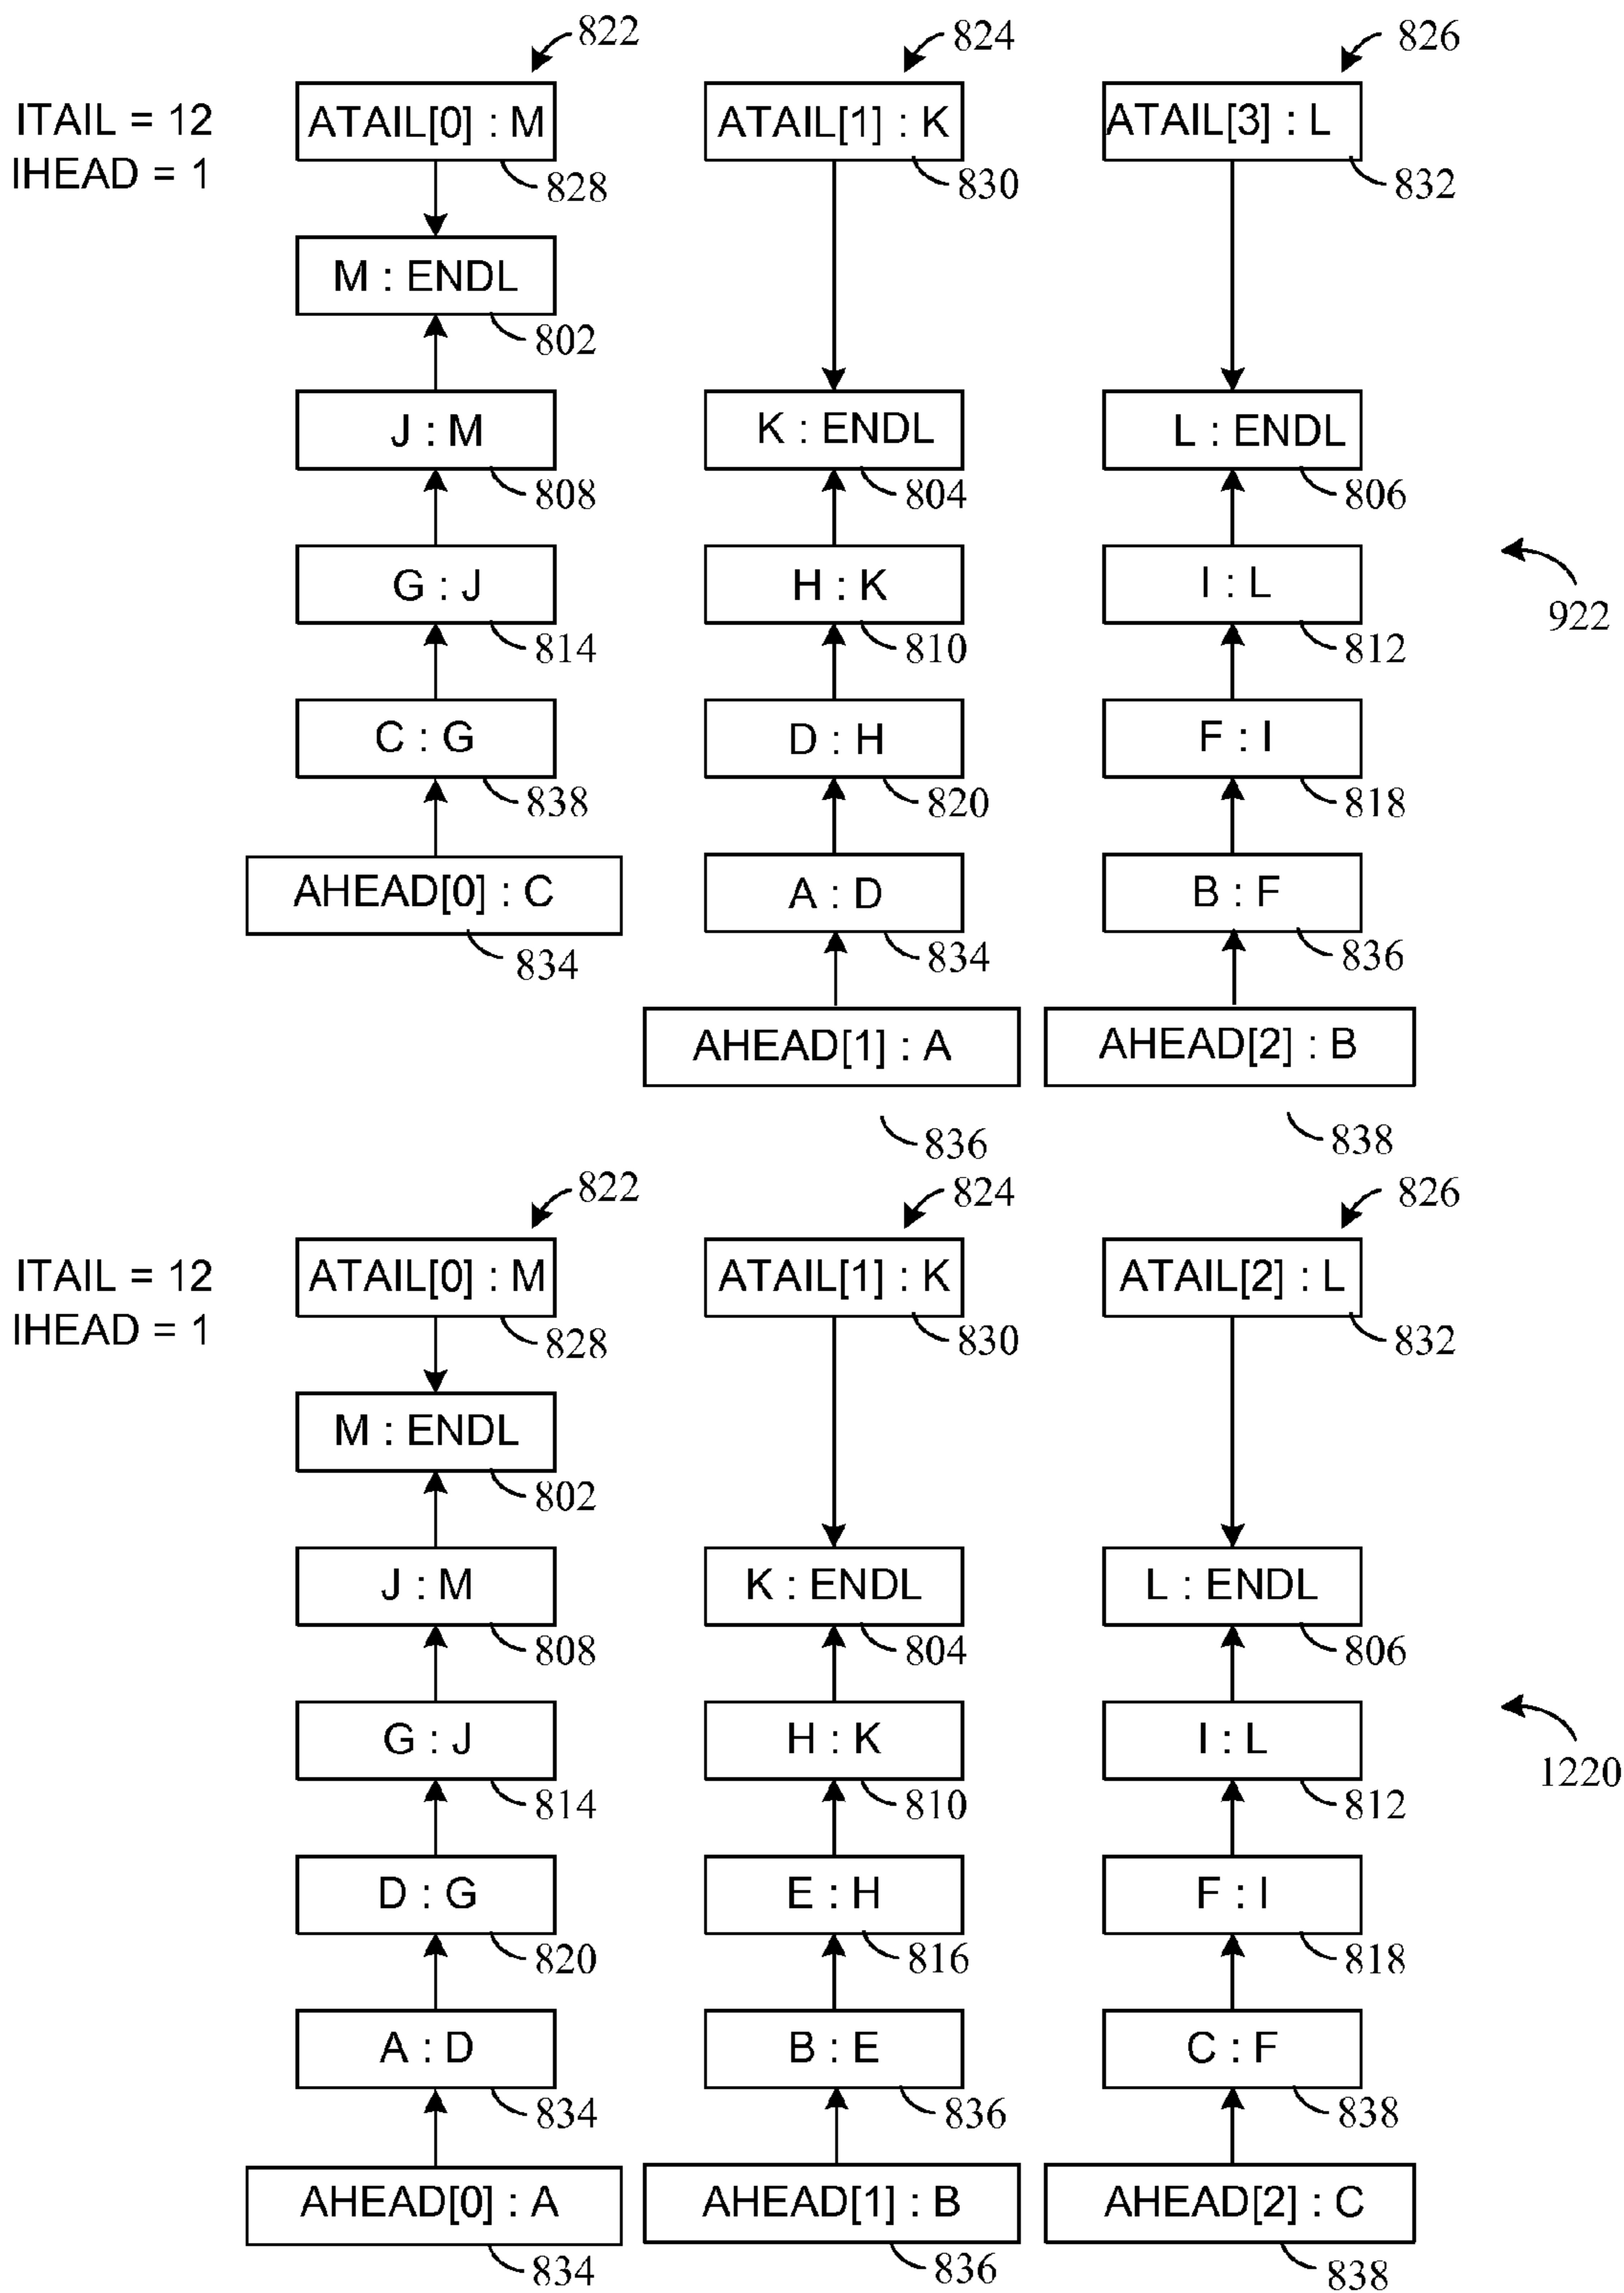 822
824
826
ITAIL = 12
IHEAD = 1
ATAIL[0] : M
ATAIL[1] : K
ATAIL[3] : L
828
830
832
M : ENDL
802
J : M
K : ENDL
L : ENDL
808
804
806
G : J
H : K
I : L
922
814
810
812
C : G
D : H
F : I
838
820
818
AHEAD[0] : C
A : D
B : F
834
834
836
AHEAD[1] : A
AHEAD[2] : B
836
838
822
824
826
ITAIL = 12
IHEAD = 1
ATAIL[0] : M
ATAIL[1] : K
ATAIL[2] : L
828
830
832
M : ENDL
802
J : M
K : ENDL
L : ENDL
808
804
806
G : J
H : K
I : L
1220
814
810
812
D : G
E : H
F : I
820
816
818
A : D
B : E
C : F
834
836
838
AHEAD[0] : A
AHEAD[1] : B
AHEAD[2] : C
834
836
838